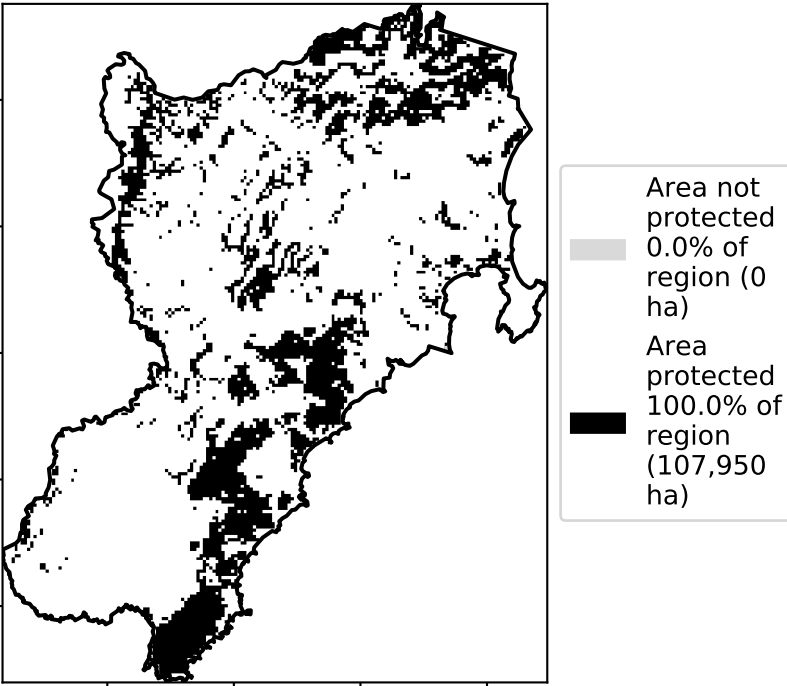 Area not
protected
0.0% of
region (0
ha)
Area
protected
100.0% of
region
(107,950
ha)